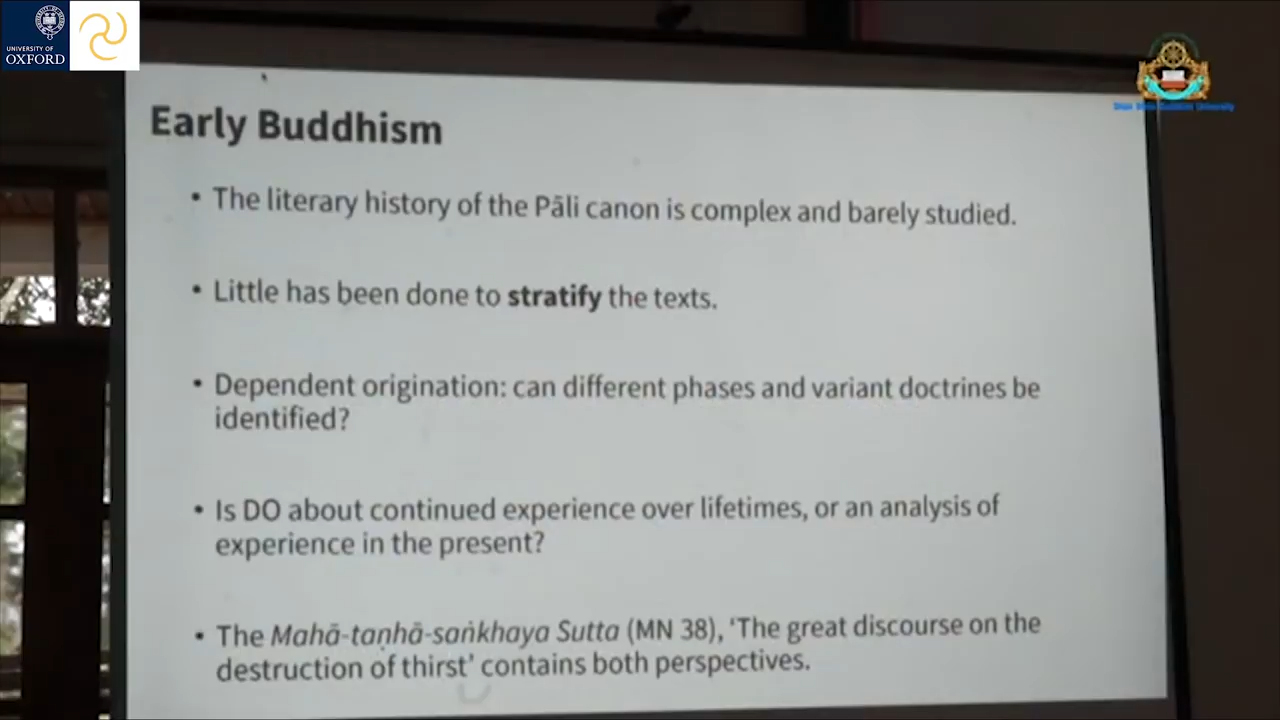 UNIVERSITY OF
OXFORD
Early Buddhism
• The literary history of the Pāli canon is complex and barely studied.
• Little has been done to stratify the texts.
• Dependent origination: can different phases and variant doctrines be
identified?
• Is DO about continued experience over lifetimes, or an analysis of
experience in the present?
• The Mahā-taṇhā-saṅkhaya Sutta (MN 38), ‘The great discourse on the
destruction of thirst’ contains both perspectives.